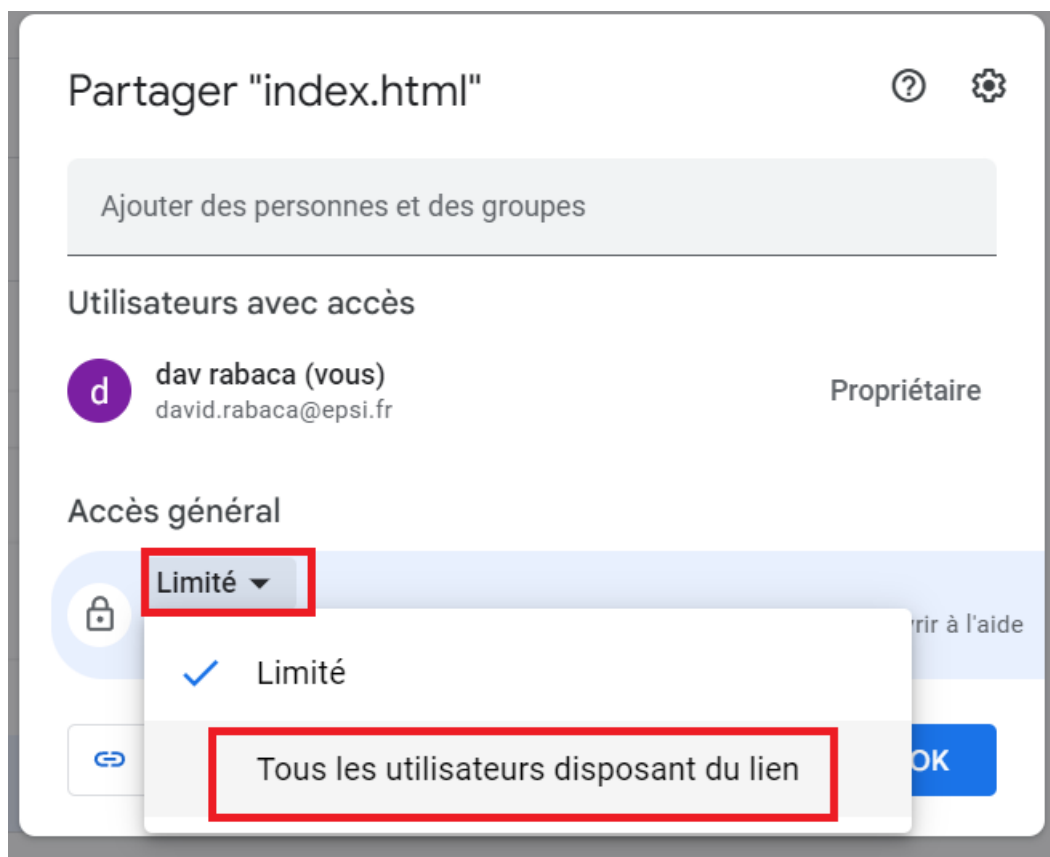 Partager "index.html"
Ajouter des personnes et des groupes
Utilisateurs avec accès
d
dav rabaca (vous)
david.rabaca@epsi.fr
Propriétaire
Accès général
Limité
à l'aide
Limité
Tous les utilisateurs disposant du lien
OK